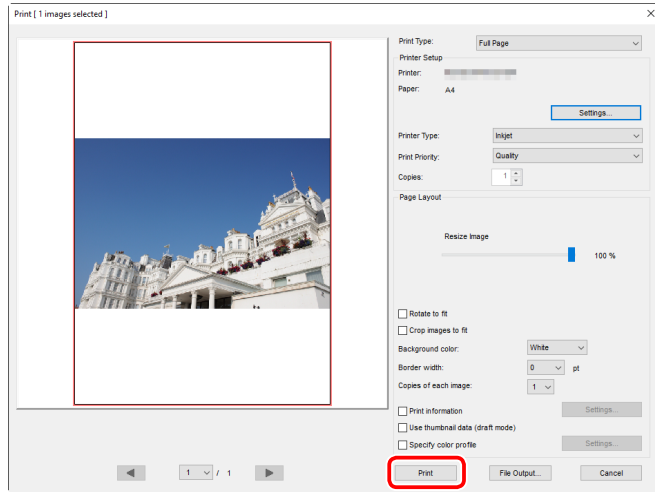 Print [ 1 images selected ]
Print Type: Full Page
Printer Setup
Printer:
Paper: A4
Settings...
Printer Type: Inkjet
Print Priority: Quality
Copies: 1
Page Layout
Resize Image
100 %
Rotate to fit
Crop images to fit
Background color: White
Border width: 0 pt
Copies of each image: 1
Print information Settings...
Use thumbnail data (draft mode)
Specify color profile Settings...
1 / 1
Print File Output... Cancel